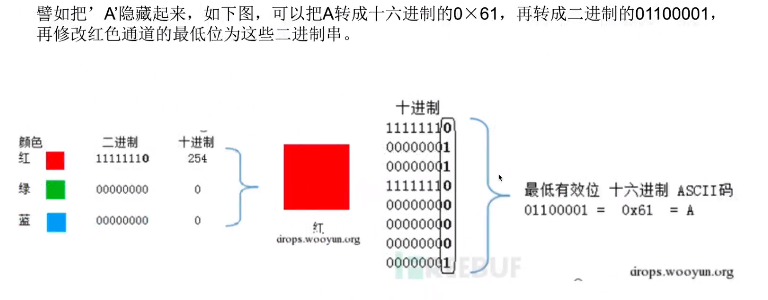 譬如把’A’隐藏起来，如下图，可以把A转成十六进制的0×61，再转成二进制的01100001，
再修改红色通道的最低位为这些二进制串。
颜色 二进制 十进制
红 11111110 254
绿 00000000 0
蓝 00000000 0
红
drops.wooyun.org
十进制
11111110
00000001
00000001
11111110
00000000
00000000
00000000
00000001
最低有效位 十六进制 ASCII码
01100001 = 0x61 = A
REEBUF
drops.wooyun.org